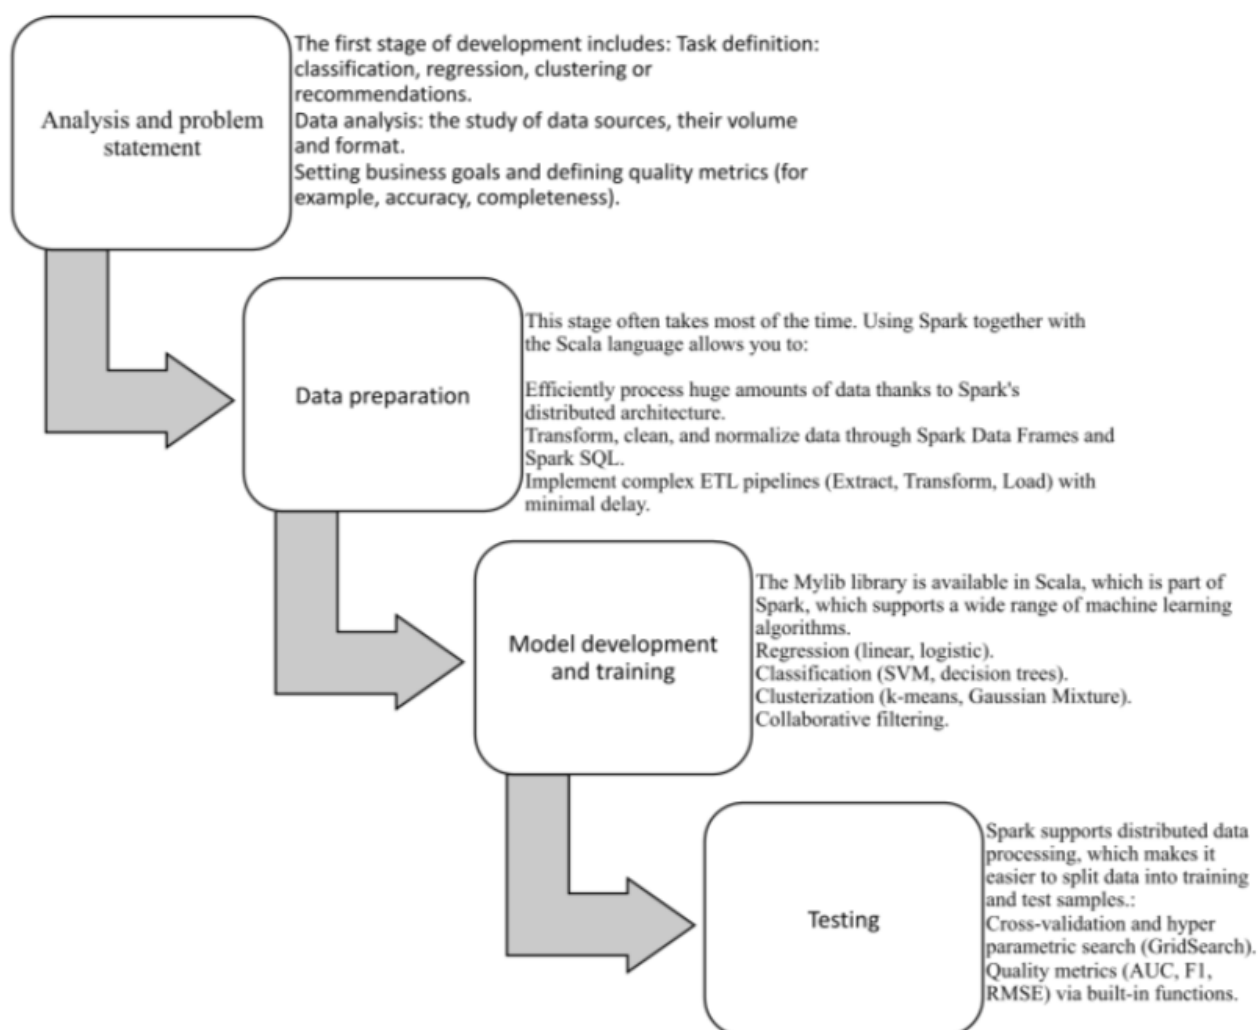 Analysis and problem
statement
The first stage of development includes: Task definition:
classification, regression, clustering or
recommendations.
Data analysis: the study of data sources, their volume
and format.
Setting business goals and defining quality metrics (for
example, accuracy, completeness).
Data preparation
This stage often takes most of the time. Using Spark together with
the Scala language allows you to:
Efficiently process huge amounts of data thanks to Spark's
distributed architecture.
Transform, clean, and normalize data through Spark Data Frames and
Spark SQL.
Implement complex ETL pipelines (Extract, Transform, Load) with
minimal delay.
Model development
and training
The Mylib library is available in Scala, which is part of
Spark, which supports a wide range of machine learning
algorithms.
Regression (linear, logistic).
Classification (SVM, decision trees).
Clusterization (k-means, Gaussian Mixture).
Collaborative filtering.
Testing
Spark supports distributed data
processing, which makes it
easier to split data into training
and test samples.:
Cross-validation and hyper
parametric search (GridSearch).
Quality metrics (AUC, F1,
RMSE) via built-in functions.